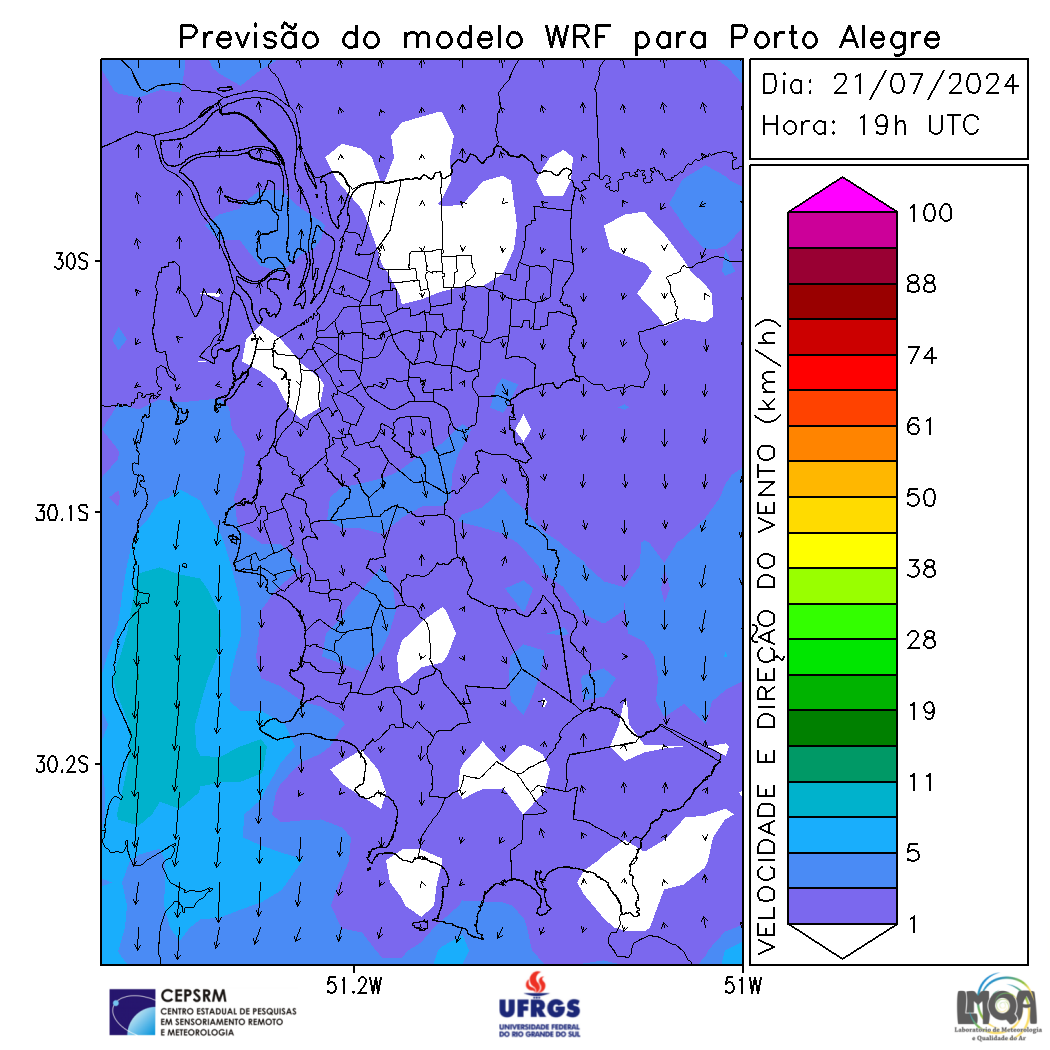 Previsão do modelo WRF para Porto Alegre
Dia: 21/07/2024
Hora: 19h UTC
30S
30.1S
30.2S
51.2W
51W
VELOCIDADE E DIREÇÃO DO VENTO (km/h)
100
88
74
61
50
38
28
19
11
5
1
CEPSRM
CENTRO ESTADUAL DE PESQUISAS
EM SENSORIAMENTO REMOTO
E METEOROLOGIA
UFRGS
UNIVERSIDADE FEDERAL
DO RIO GRANDE DO SUL
LMQA
Laboratório de Meteorologia
e Qualidade do Ar